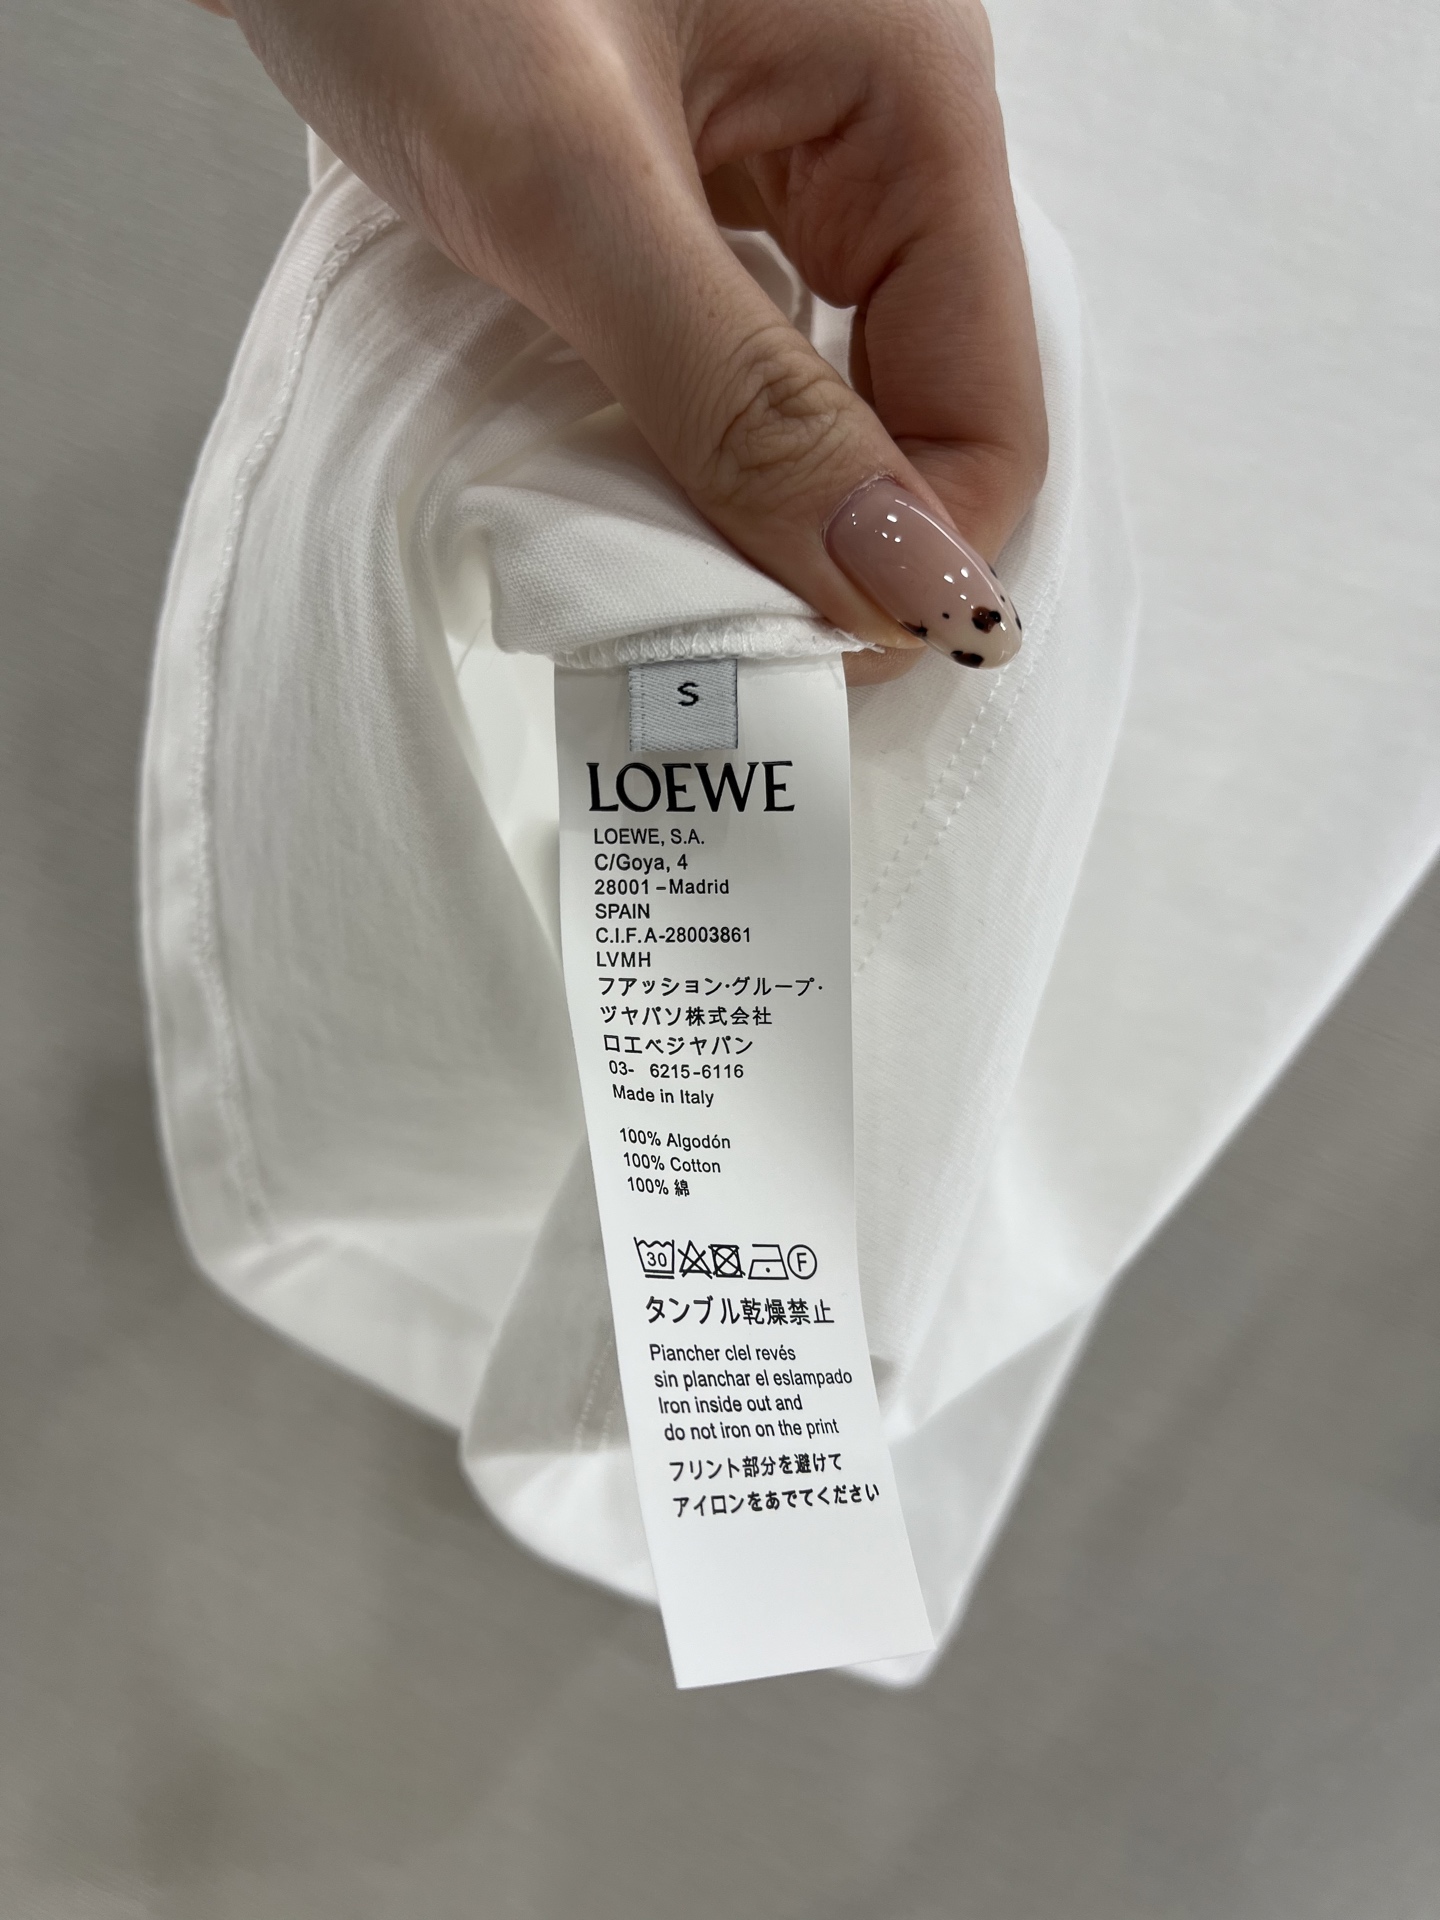 S
LOEWE
LOEWE, S.A.
C/Goya, 4
28001 –Madrid
SPAIN
C.I.F.A-28003861
LVMH
フアッション·グループ·
ツヤパソ株式会社
ロエベジヤパン
03- 6215-6116
Made in Italy
100% Algodón
100% Cotton
100% 綿
30
F
タンブル乾燥禁止
Piancher clel revés
sin planchar el eslampado
Iron inside out and
do not iron on the print
フリント部分を避けて
アイロンをあでてください